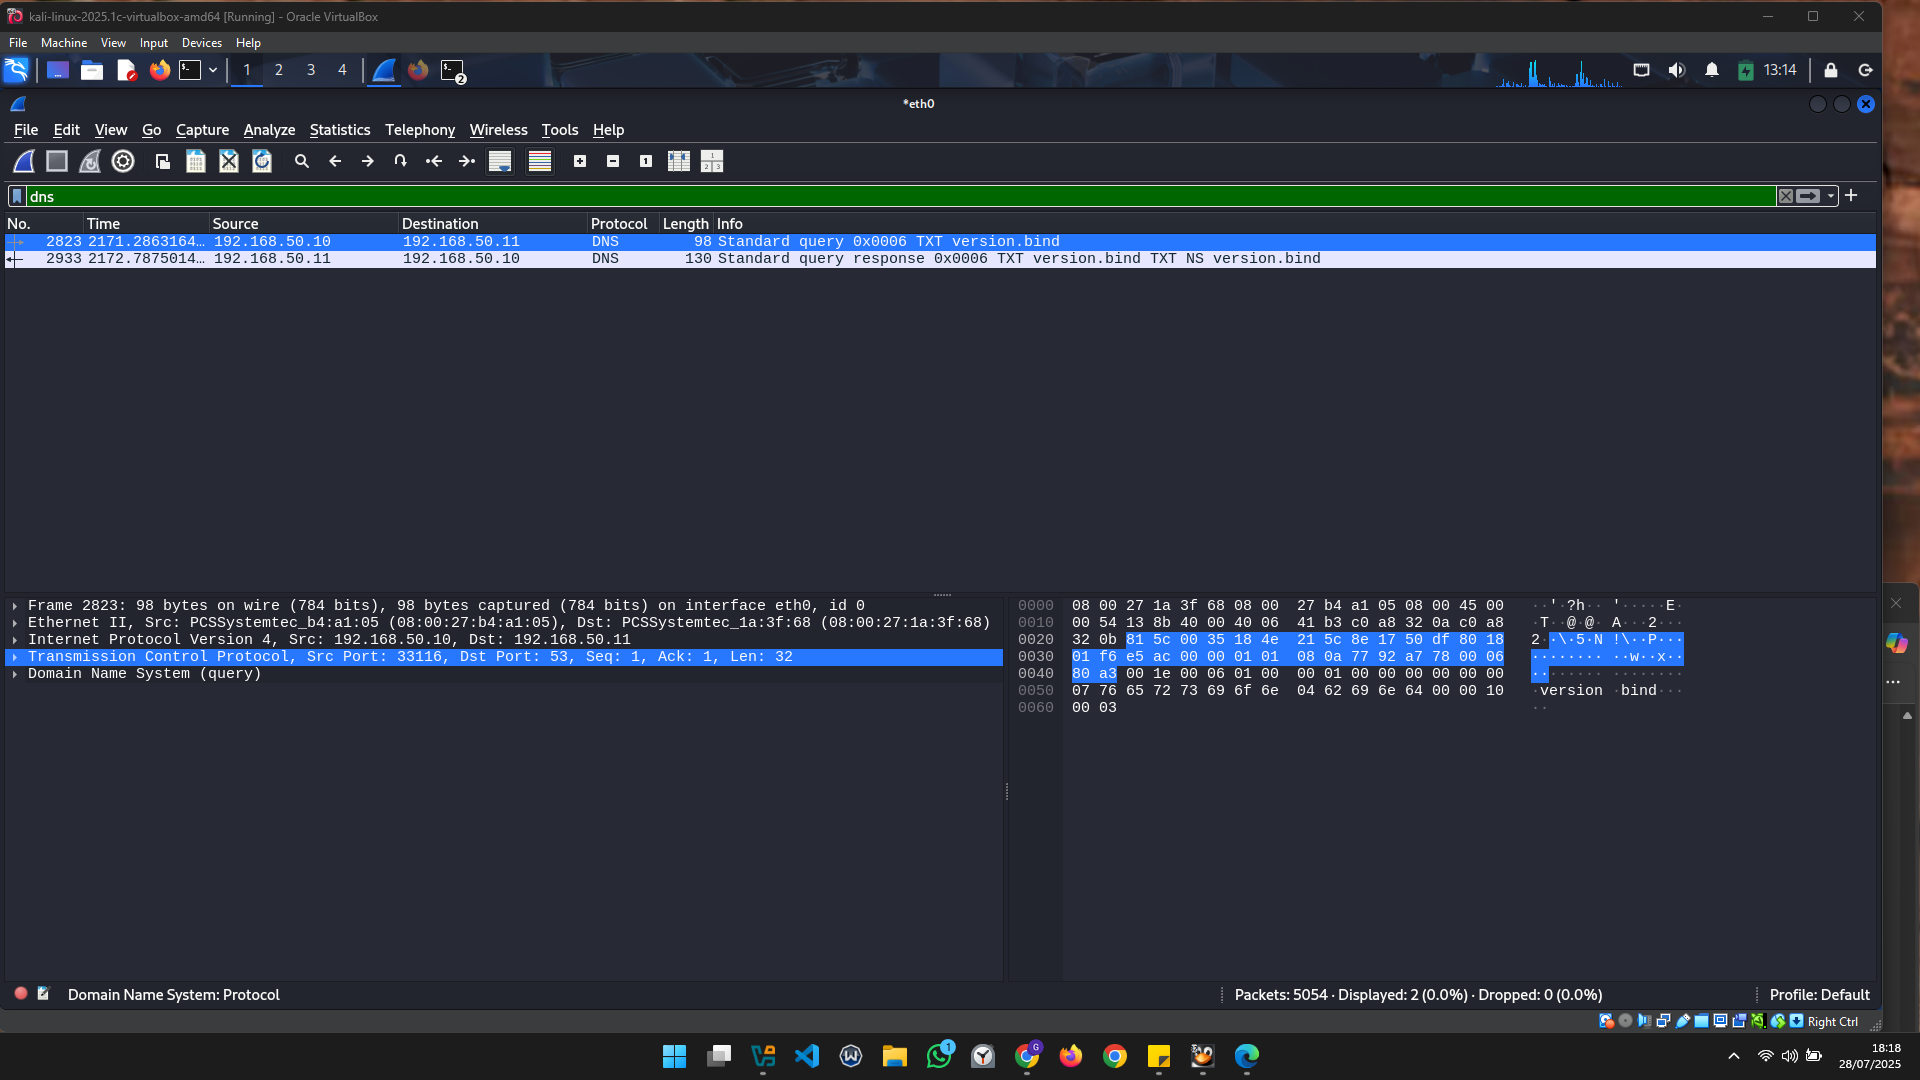 kali-linux-2025.1c-virtualbox-amd64 [Running] - Oracle VirtualBox
File Machine View Input Devices Help
1 2 3 4 2 13:14
*eth0
File Edit View Go Capture Analyze Statistics Telephony Wireless Tools Help
dns
No. Time Source Destination Protocol Length Info
2823 2171.2863164… 192.168.50.10 192.168.50.11 DNS 98 Standard query 0x0006 TXT version.bind
2933 2172.7875014… 192.168.50.11 192.168.50.10 DNS 130 Standard query response 0x0006 TXT version.bind TXT NS version.bind
Frame 2823: 98 bytes on wire (784 bits), 98 bytes captured (784 bits) on interface eth0, id 0
Ethernet II, Src: PCSSystemtec_b4:a1:05 (08:00:27:b4:a1:05), Dst: PCSSystemtec_1a:3f:68 (08:00:27:1a:3f:68)
Internet Protocol Version 4, Src: 192.168.50.10, Dst: 192.168.50.11
Transmission Control Protocol, Src Port: 33116, Dst Port: 53, Seq: 1, Ack: 1, Len: 32
Domain Name System (query)
0000 08 00 27 1a 3f 68 08 00 27 b4 a1 05 08 00 45 00 ··'·?h·· '·····E·
0010 00 54 13 8b 40 00 40 06 41 b3 c0 a8 32 0a c0 a8 ·T··@·@· A···2···
0020 32 0b 81 5c 00 35 18 4e 21 5c 8e 17 50 df 80 18 2··\·5·N !\··P···
0030 01 f6 e5 ac 00 00 01 01 08 0a 77 92 a7 78 00 06 ········ ··w··x··
0040 80 a3 00 1e 00 06 01 00 00 01 00 00 00 00 00 00 ········ ········
0050 07 76 65 72 73 69 6f 6e 04 62 69 6e 64 00 00 10 ·version ·bind···
0060 00 03 ··
Domain Name System: Protocol
Packets: 5054 · Displayed: 2 (0.0%) · Dropped: 0 (0.0%)
Profile: Default
Right Ctrl
1 G
18:18
28/07/2025